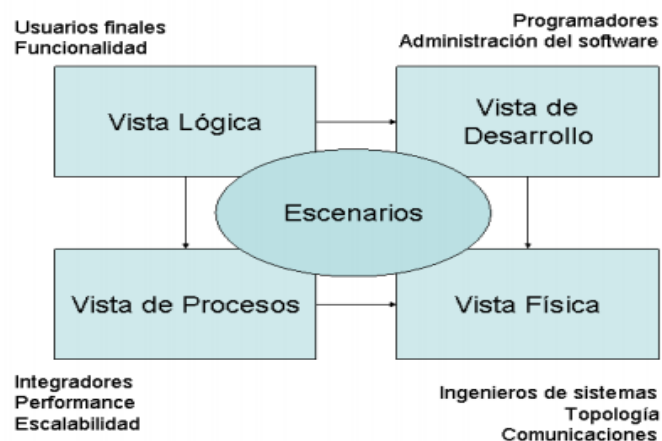 Usuarios finales
Funcionalidad
Programadores
Administración del software
Vista Lógica
Vista de
Desarrollo
Escenarios
Vista de Procesos
Vista Física
Integradores
Performance
Escalabilidad
Ingenieros de sistemas
Topología
Comunicaciones